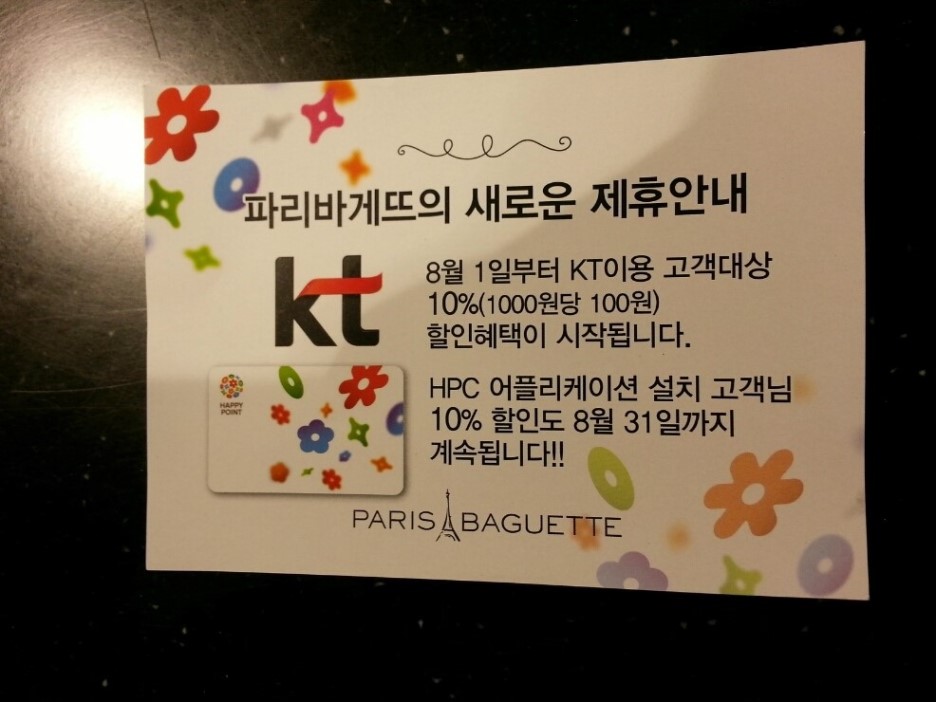 파리바게뜨의 새로운 제휴안내
kt
8월 1일부터 KT이용 고객대상
10%(1000원당 100원)
할인혜택이 시작됩니다.
HAPPY
POINT
HPC 어플리케이션 설치 고객님
10% 할인도 8월 31일까지
계속됩니다!!
PARIS BAGUETTE